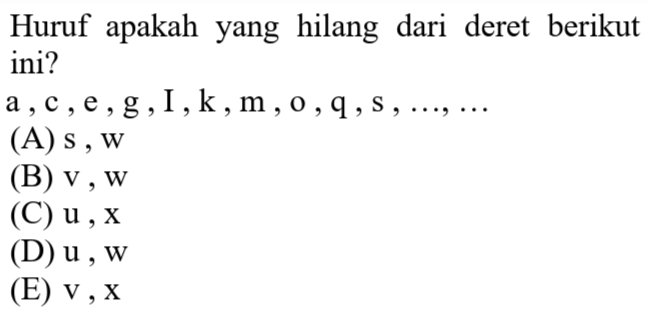 Huruf apakah yang hilang dari deret berikut
ini?
a , c , e , g , I , k , m , o , q , s , ..., ...
(A) s , w
(B) v , w
(C) u , x
(D) u , w
(E) v , x